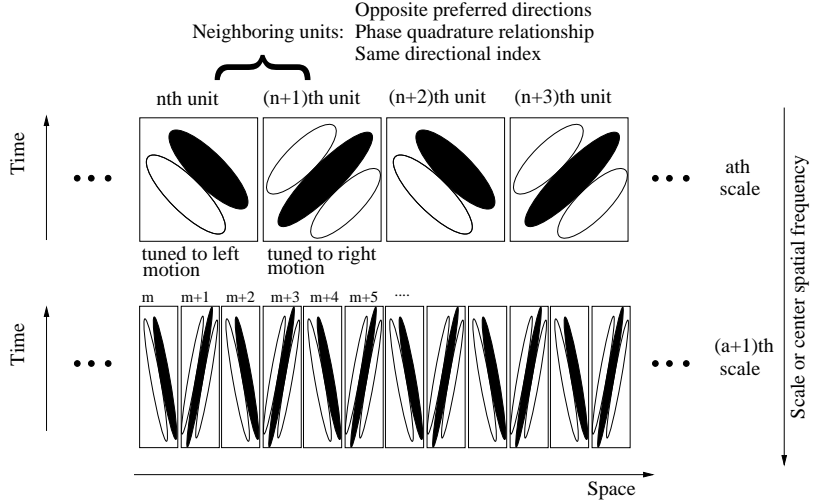 Opposite preferred directions
Neighboring units: Phase quadrature relationship
Same directional index
nth unit (n+1)th unit (n+2)th unit (n+3)th unit
Time
ath
scale
tuned to left
motion
tuned to right
motion
m m+1 m+2 m+3 m+4 m+5 ....
Time
(a+1)th
scale
Scale or center spatial frequency
Space